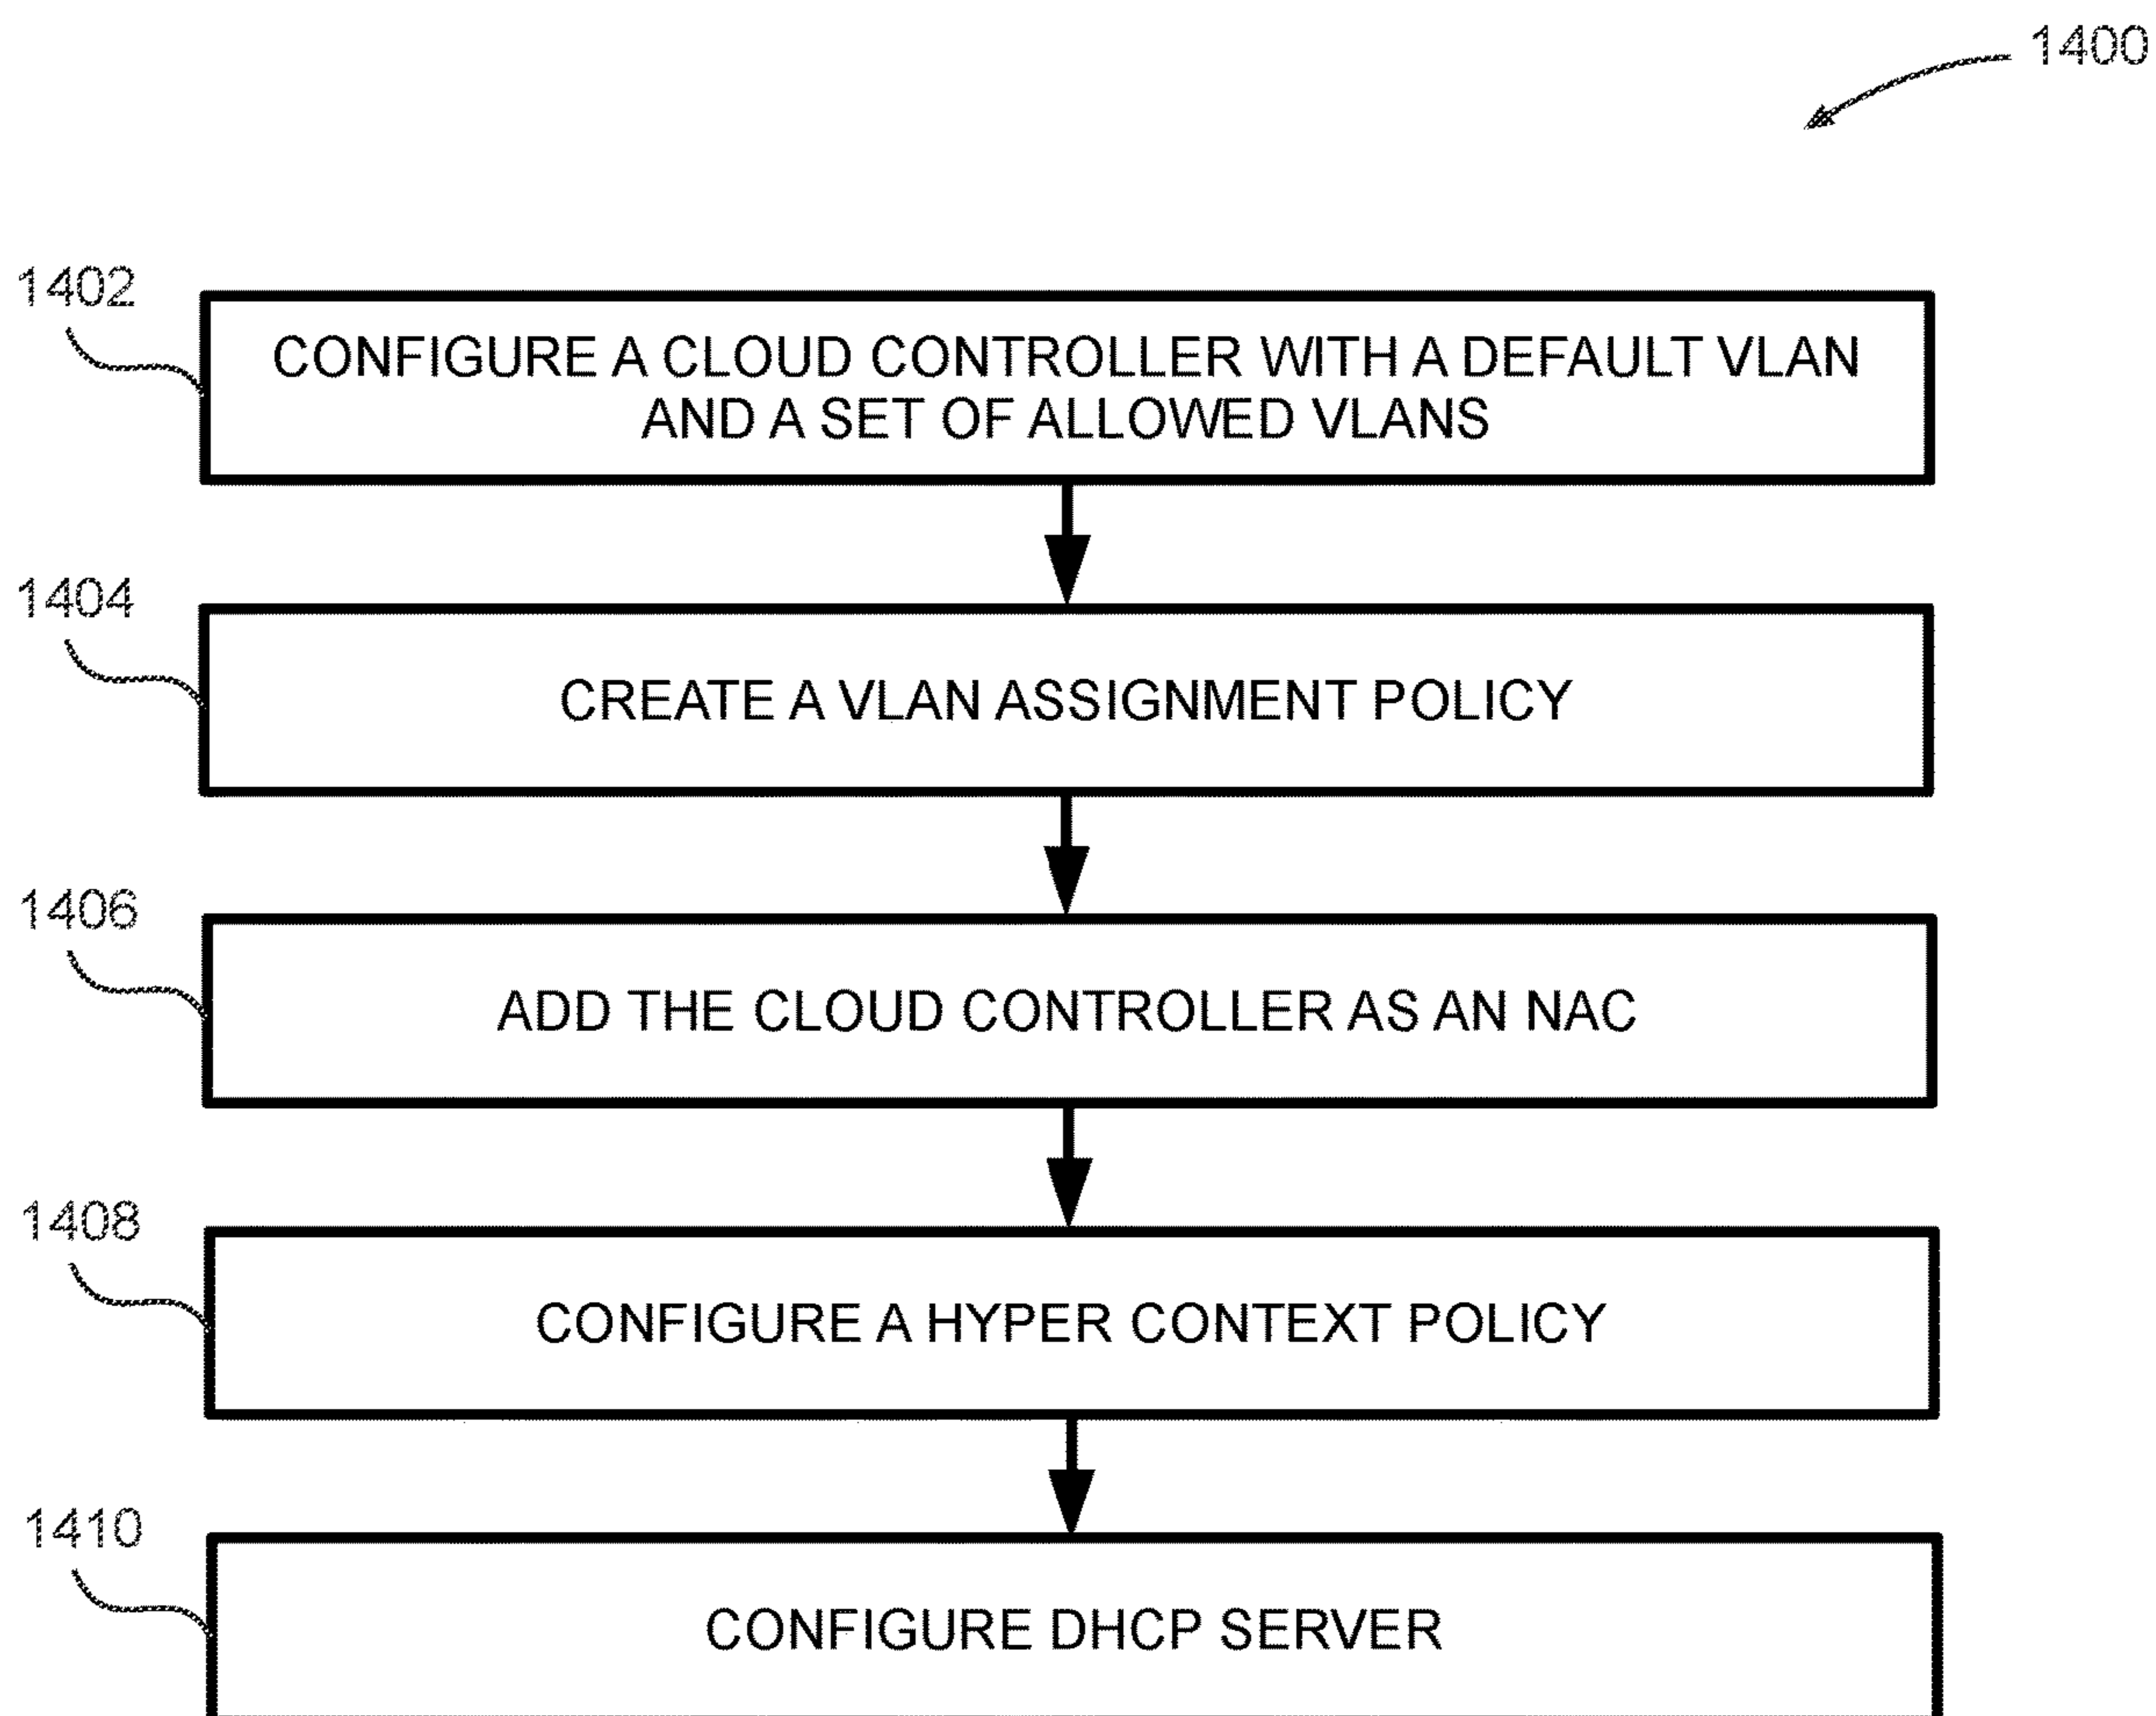 1400
1402
CONFIGURE A CLOUD CONTROLLER WITH A DEFAULT VLAN
AND A SET OF ALLOWED VLANS
1404
CREATE A VLAN ASSIGNMENT POLICY
1406
ADD THE CLOUD CONTROLLER AS AN NAC
1408
CONFIGURE A HYPER CONTEXT POLICY
1410
CONFIGURE DHCP SERVER